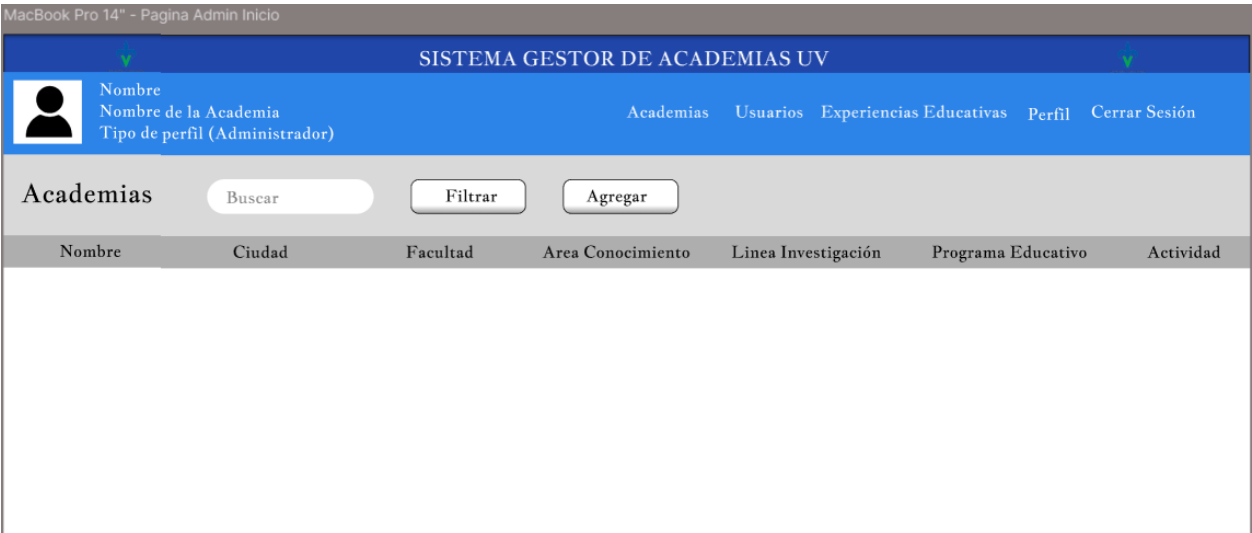 MacBook Pro 14" - Pagina Admin Inicio
V SISTEMA GESTOR DE ACADEMIAS UV V
Nombre
Nombre de la Academia
Tipo de perfil (Administrador)
Academias Usuarios Experiencias Educativas Perfil Cerrar Sesión
Academias Buscar Filtrar Agregar
Nombre Ciudad Facultad Area Conocimiento Linea Investigación Programa Educativo Actividad